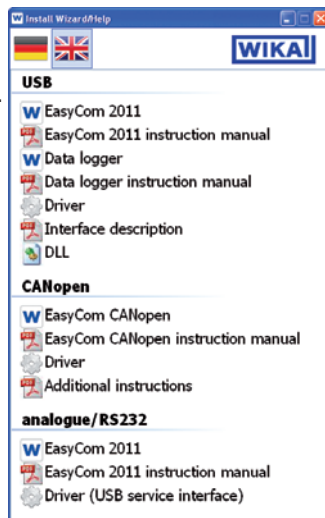 Install Wizard/Help
WIKAI
USB
EasyCom 2011
EasyCom 2011 instruction manual
Data logger
Data logger instruction manual
Driver
Interface description
DLL
CANopen
EasyCom CANopen
EasyCom CANopen instruction manual
Driver
Additional instructions
analogue/RS232
EasyCom 2011
EasyCom 2011 instruction manual
Driver (USB service interface)